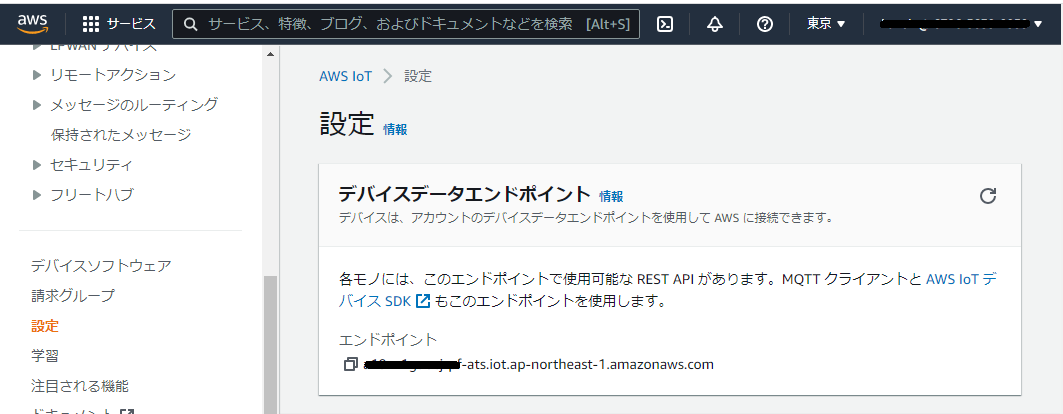 aws サービス サービス、特徴、ブログ、およびドキュメントなどを検索 [Alt+S] 東京
LPWAN デバイス
リモートアクション
メッセージのルーティング
保持されたメッセージ
セキュリティ
フリートハブ
デバイスソフトウェア
請求グループ
設定
学習
注目される機能
ドキュメント
AWS IoT 設定
設定 情報
デバイスデータエンドポイント 情報
デバイスは、アカウントのデバイスデータエンドポイントを使用して AWS に接続できます。
各モノには、このエンドポイントで使用可能な REST API があります。MQTT クライアントと AWS IoT デ
バイス SDK もこのエンドポイントを使用します。
エンドポイント
-ats.iot.ap-northeast-1.amazonaws.com